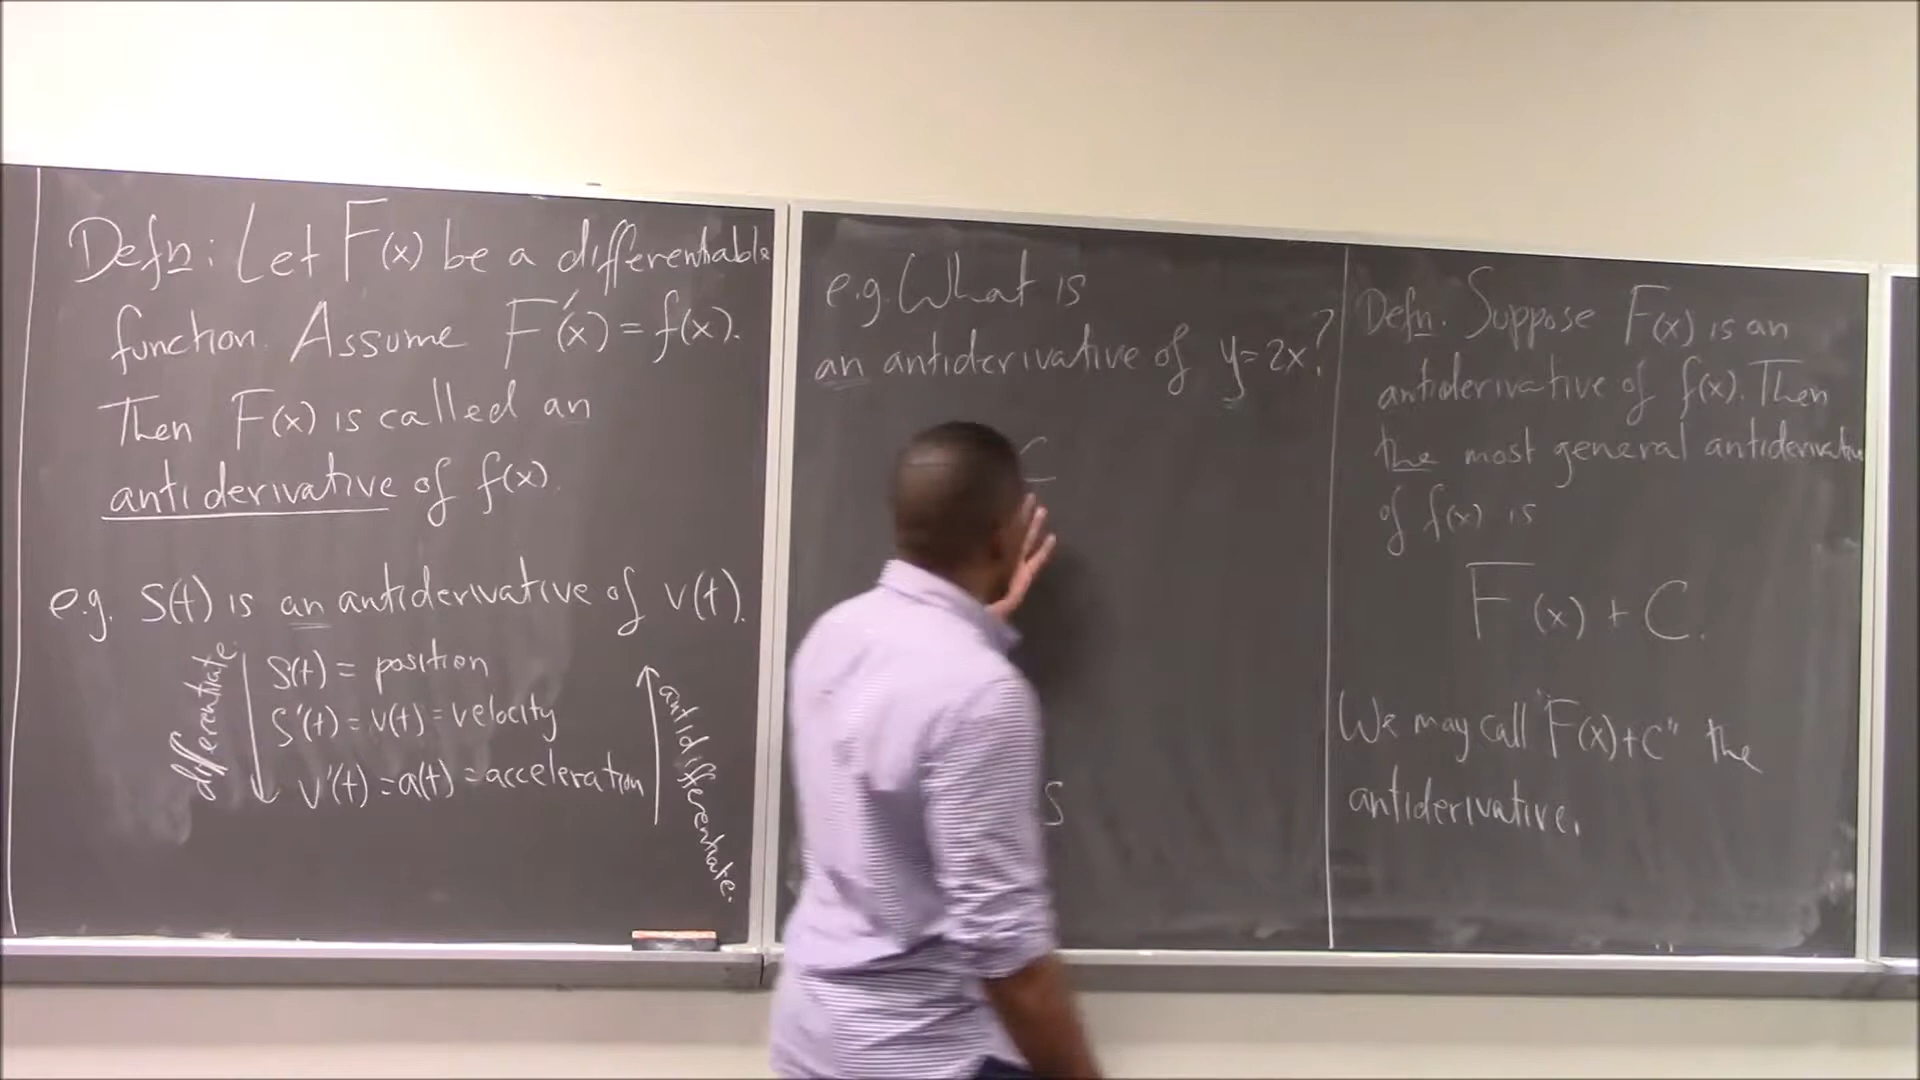 Defn: Let F(x) be a differentiable
function. Assume F'(x) = f(x).
Then F(x) is called an
antiderivative of f(x).
e.g. S(t) is an antiderivative of v(t).
differentiate
S(t) = position
S'(t) = v(t) = velocity
v'(t) = a(t) = acceleration
antidifferentiate.
e.g. What is
an antiderivative of y=2x?
S
Defn. Suppose F(x) is an
antiderivative of f(x). Then
the most general antiderivative
of f(x) is
F(x) + C.
We may call "F(x)+C" the
antiderivative.